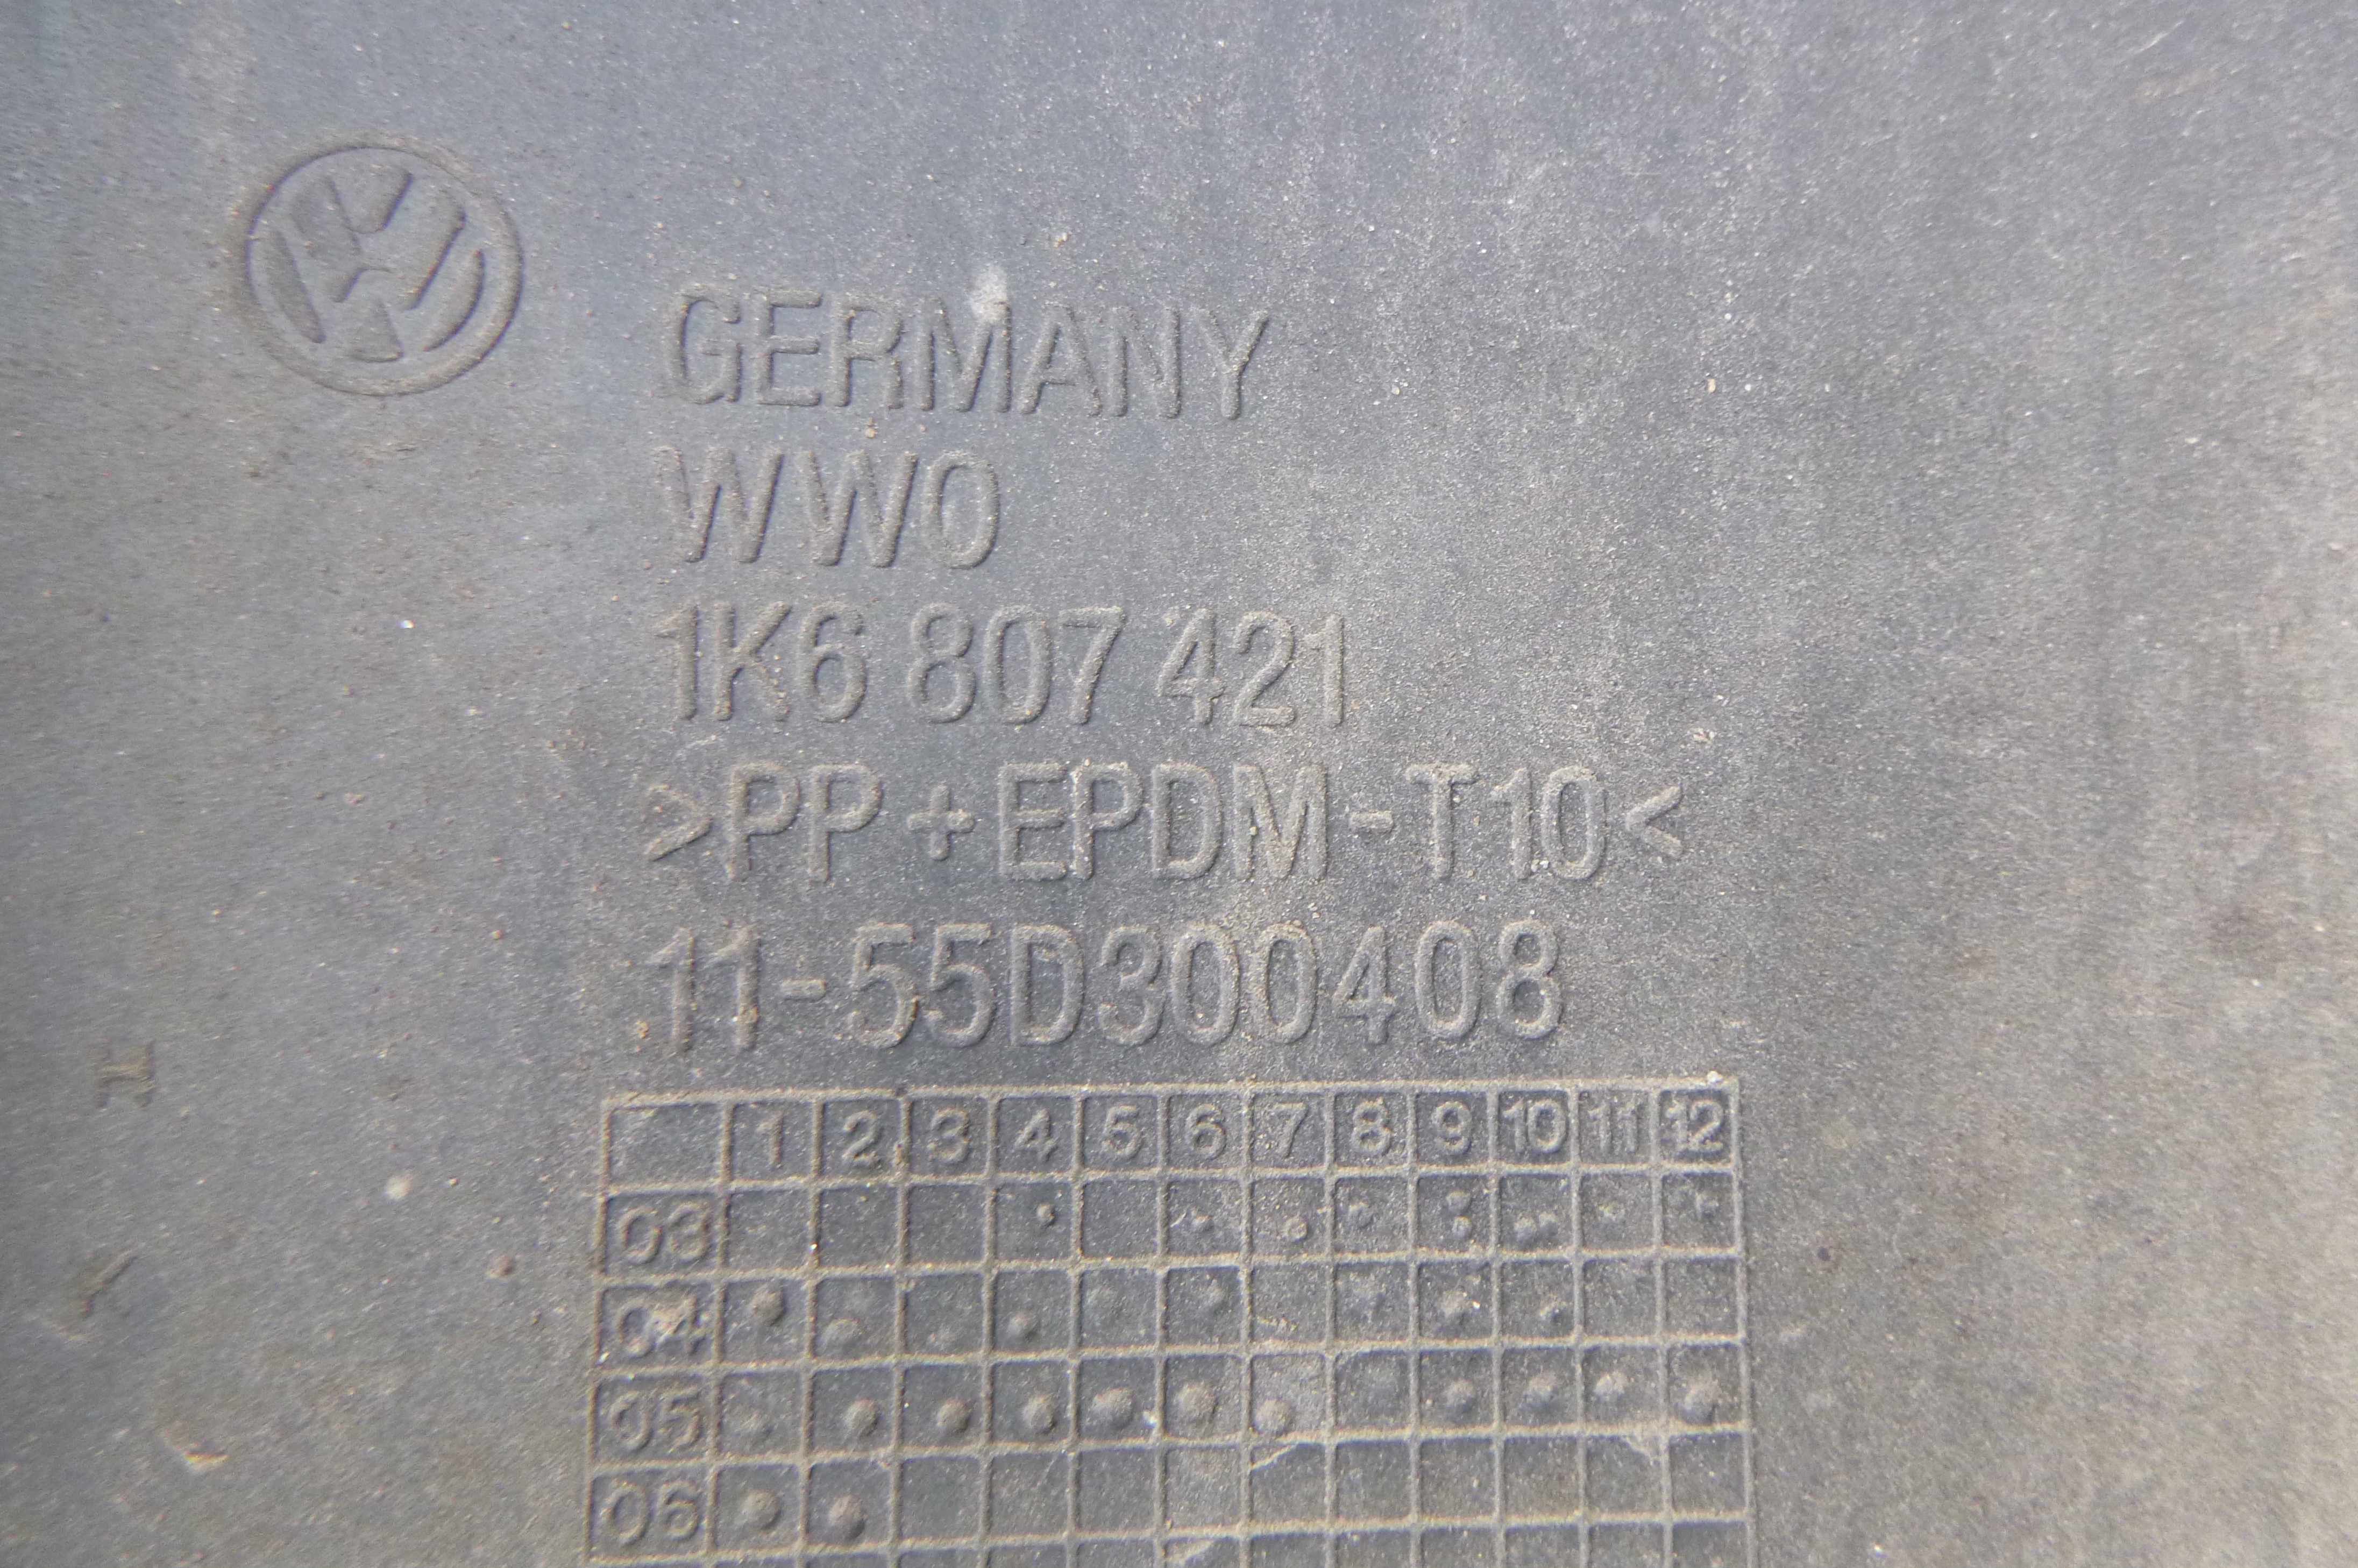 GERMANY
WWO
1K6 807 421
>PP+EPDM-T10<
11-55D300408
1 2 3 4 5 6 7 8 9 10 11 12
03
04
05
06